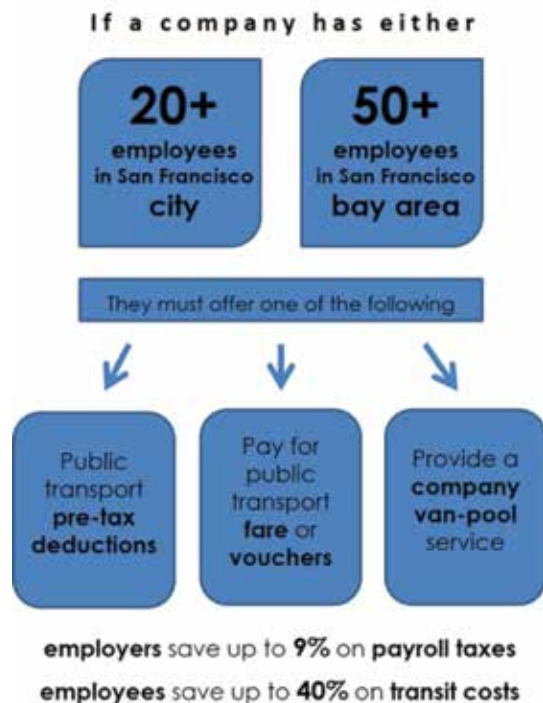 If a company has either
20+
employees
in San Francisco
city
50+
employees
in San Francisco
bay area
They must offer one of the following
Public
transport
pre-tax
deductions
Pay for
public
transport
fare or
vouchers
Provide a
company
van-pool
service
employers save up to 9% on payroll taxes
employees save up to 40% on transit costs